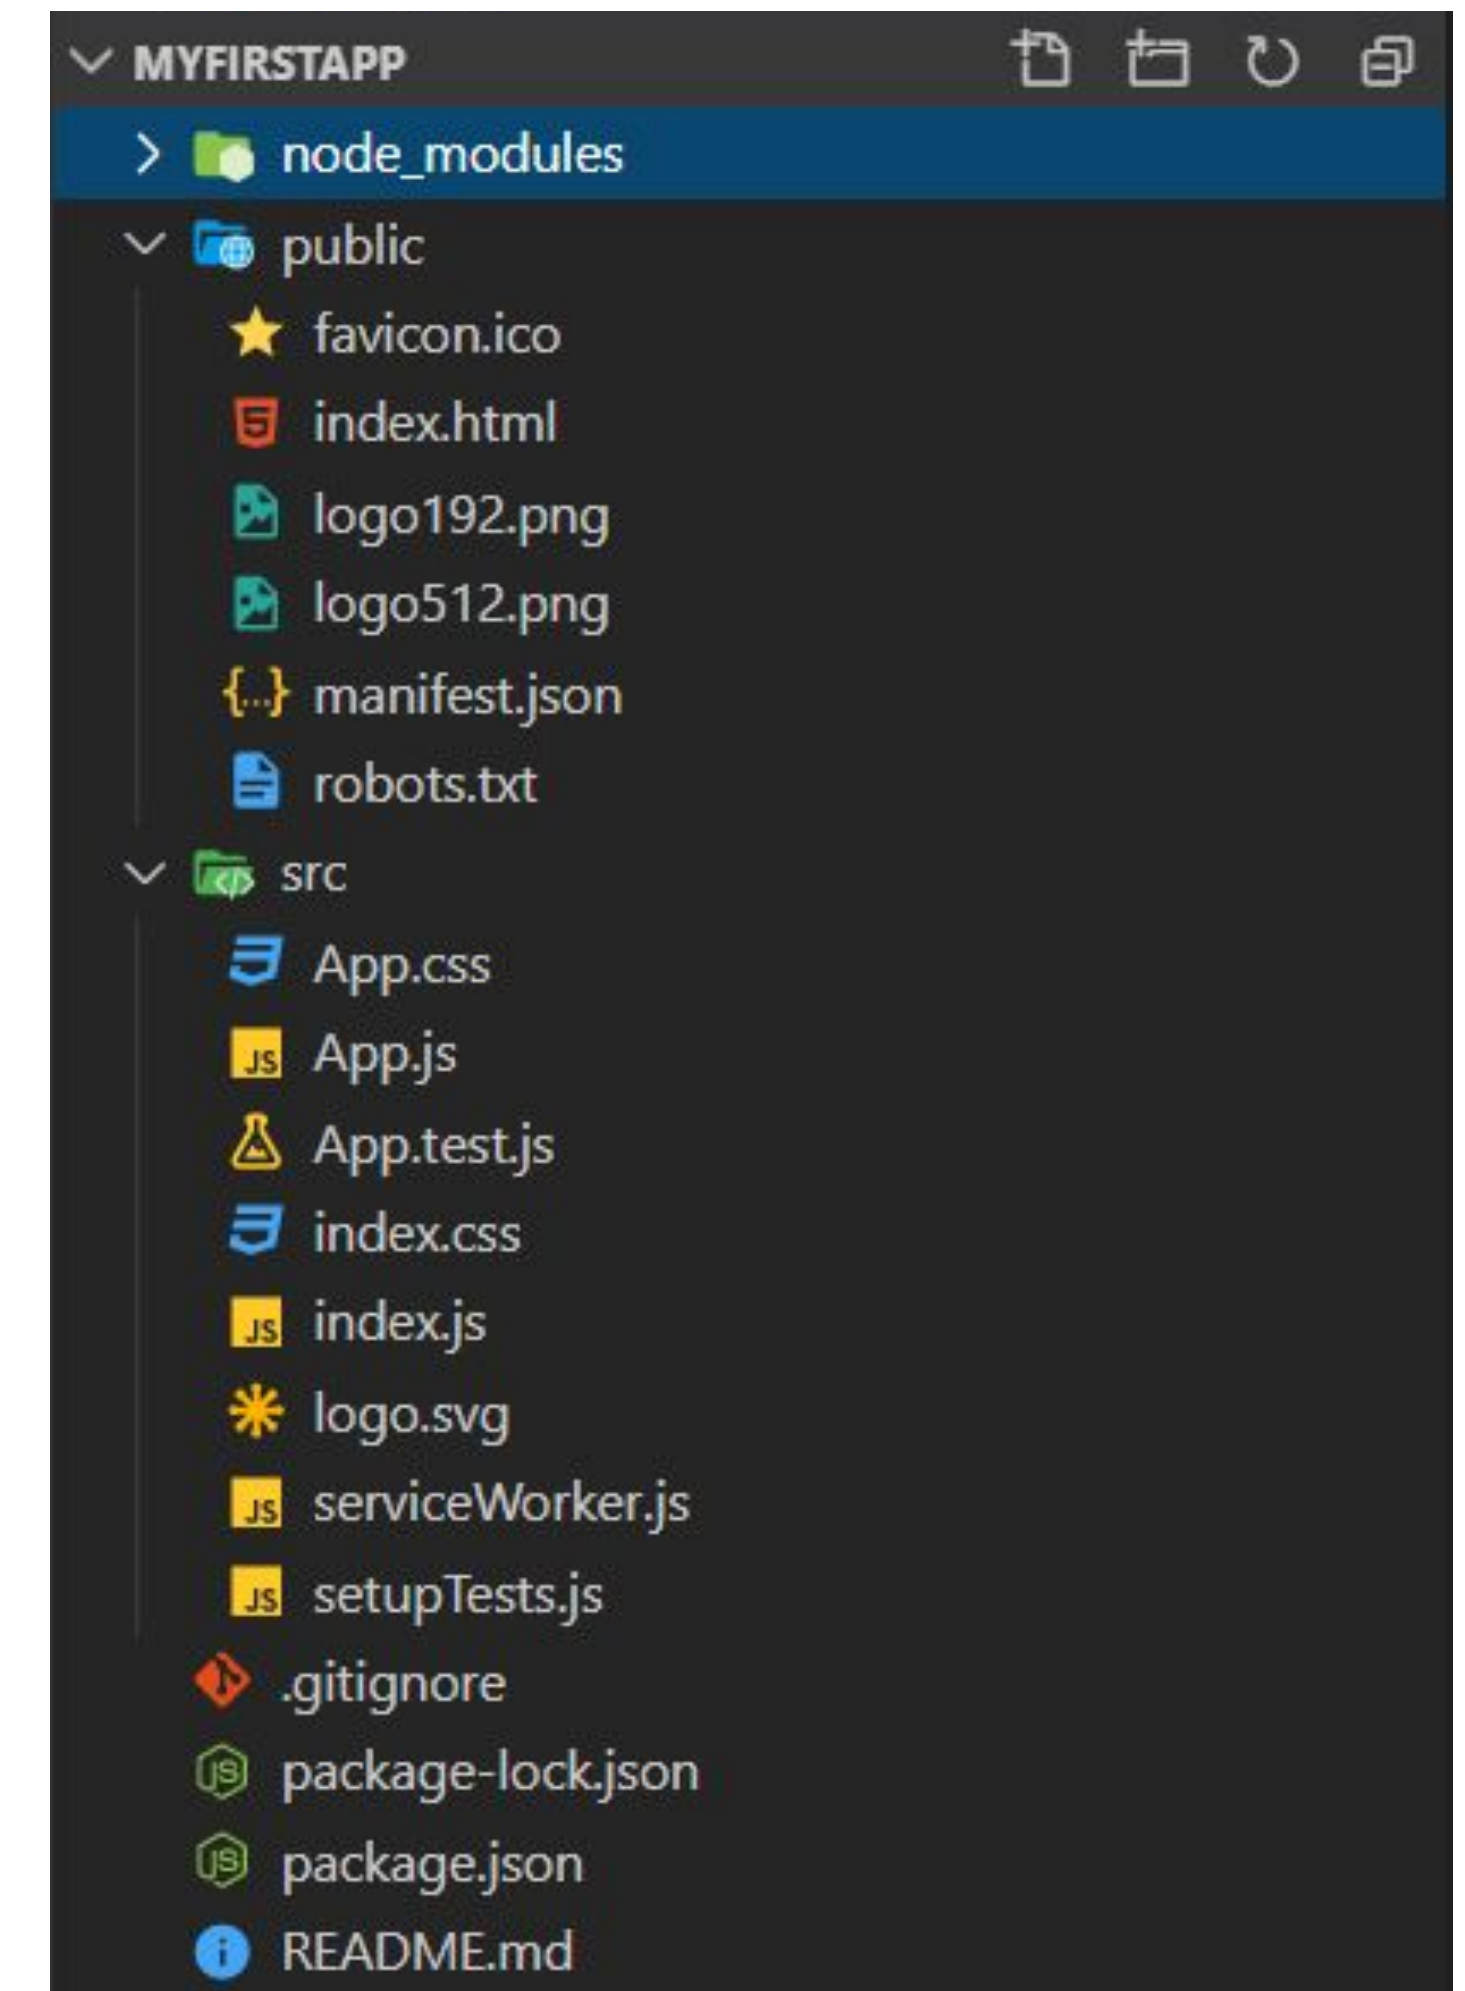 MYFIRSTAPP
node_modules
public
favicon.ico
index.html
logo192.png
logo512.png
manifest.json
robots.txt
src
App.css
App.js
App.test.js
index.css
index.js
logo.svg
serviceWorker.js
setupTests.js
.gitignore
package-lock.json
package.json
README.md